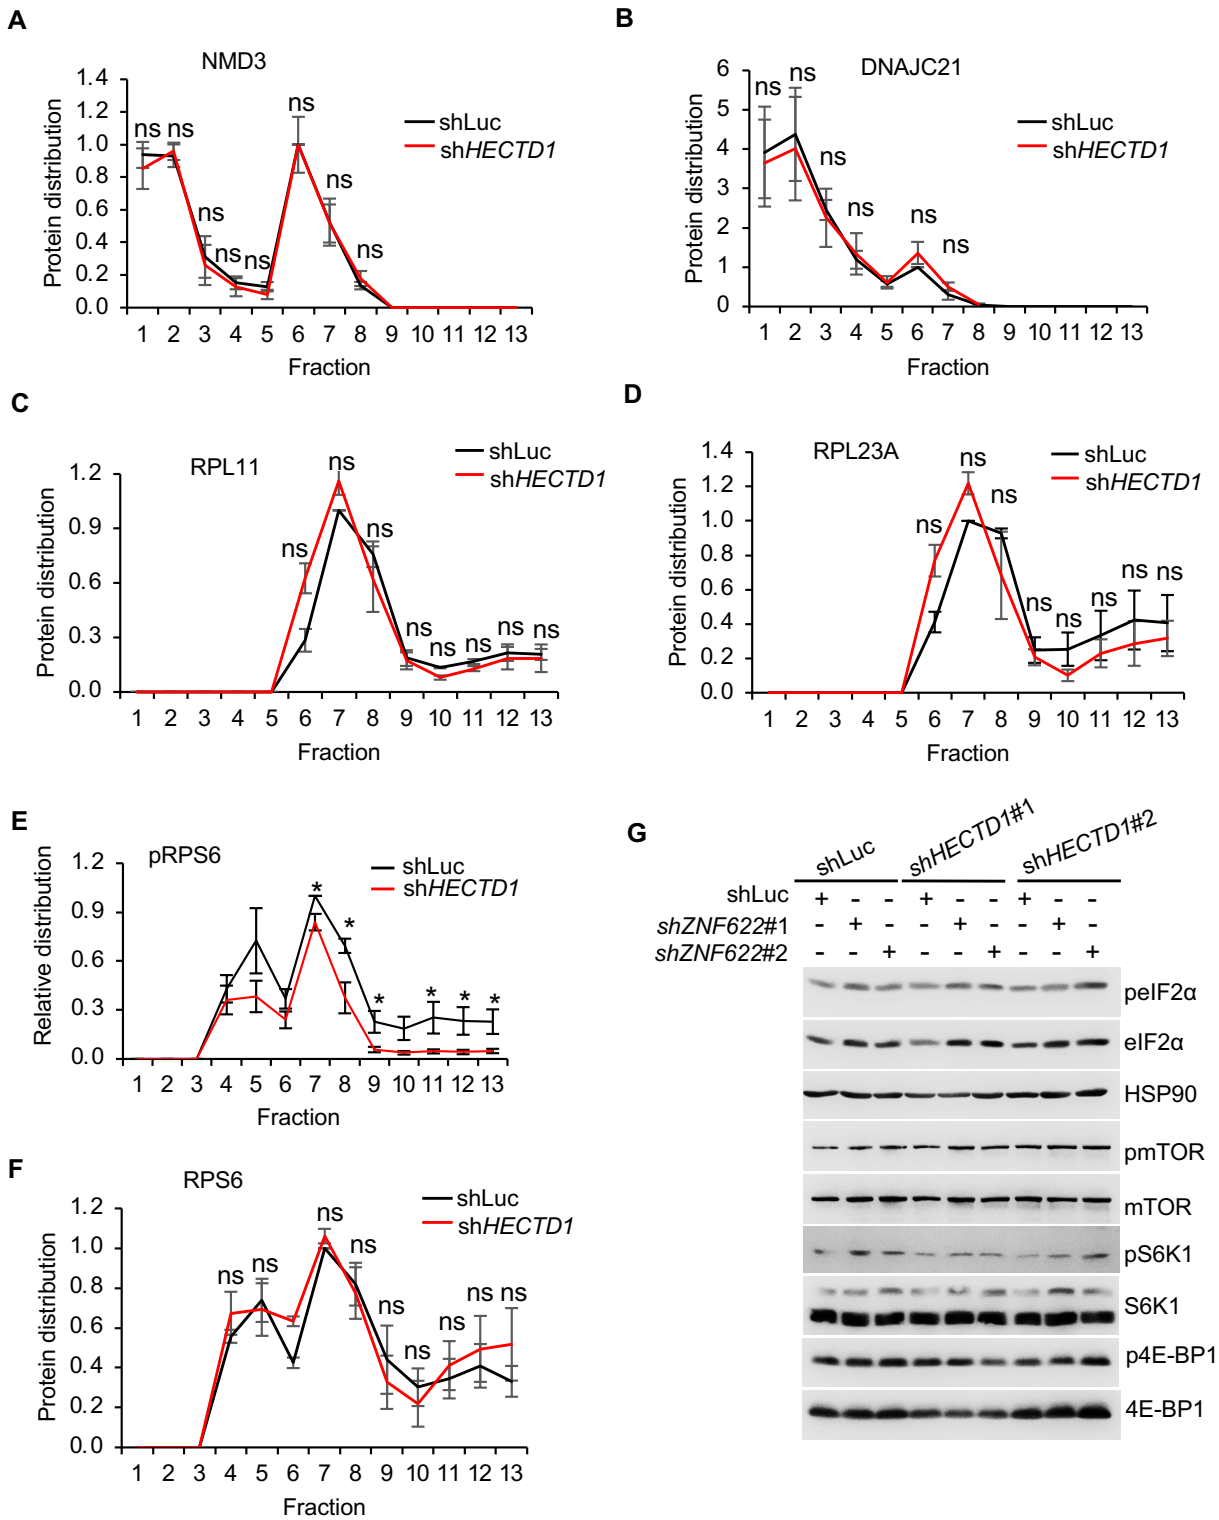 A
NMD3
1.4
1.2
1.0
0.8
0.6
0.4
0.2
0.0
Protein distribution
ns ns ns ns ns ns ns ns
shLuc
shHECTD1
1 2 3 4 5 6 7 8 9 10 11 12 13
Fraction
B
DNAJC21
6
5
4
3
2
1
0
Protein distribution
ns ns ns ns ns ns
shLuc
shHECTD1
1 2 3 4 5 6 7 8 9 10 11 12 13
Fraction
C
RPL11
1.2
0.9
0.6
0.3
0.0
Protein distribution
ns ns ns ns ns ns ns ns
shLuc
shHECTD1
1 2 3 4 5 6 7 8 9 10 11 12 13
Fraction
D
RPL23A
1.4
1.2
1.0
0.8
0.6
0.4
0.2
0.0
Protein distribution
ns ns ns ns ns ns ns ns
shLuc
shHECTD1
1 2 3 4 5 6 7 8 9 10 11 12 13
Fraction
E
pRPS6
1.2
0.9
0.6
0.3
0.0
Relative distribution
* * * * * *
shLuc
shHECTD1
1 2 3 4 5 6 7 8 9 10 11 12 13
Fraction
F
RPS6
1.2
1.0
0.8
0.6
0.4
0.2
0.0
Protein distribution
ns ns ns ns ns ns ns ns ns
shLuc
shHECTD1
1 2 3 4 5 6 7 8 9 10 11 12 13
Fraction
G
shLuc shHECTD1#1 shHECTD1#2
shLuc + - - + - - + - -
shZNF622#1 - + - - + - - + -
shZNF622#2 - - + - - + - - +
peIF2α
eIF2α
HSP90
pmTOR
mTOR
pS6K1
S6K1
p4E-BP1
4E-BP1